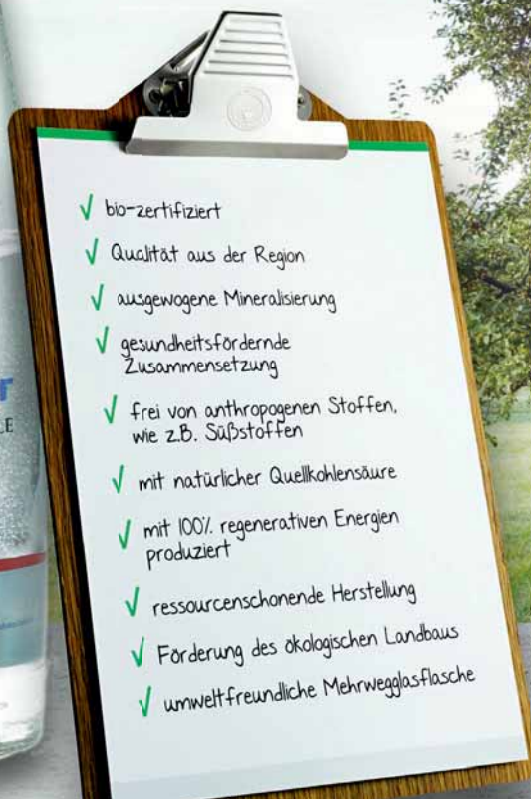 ✓ bio-zertifiziert
✓ Qualität aus der Region
✓ ausgewogene Mineralisierung
✓ gesundheitsfördernde
Zusammensetzung
✓ frei von anthropogenen Stoffen,
wie z.B. Süßstoffen
✓ mit natürlicher Quellkohlensäure
✓ mit 100% regenerativen Energien
produziert
✓ ressourcenschonende Herstellung
✓ Förderung des ökologischen Landbaus
✓ umweltfreundliche Mehrwegglasflasche